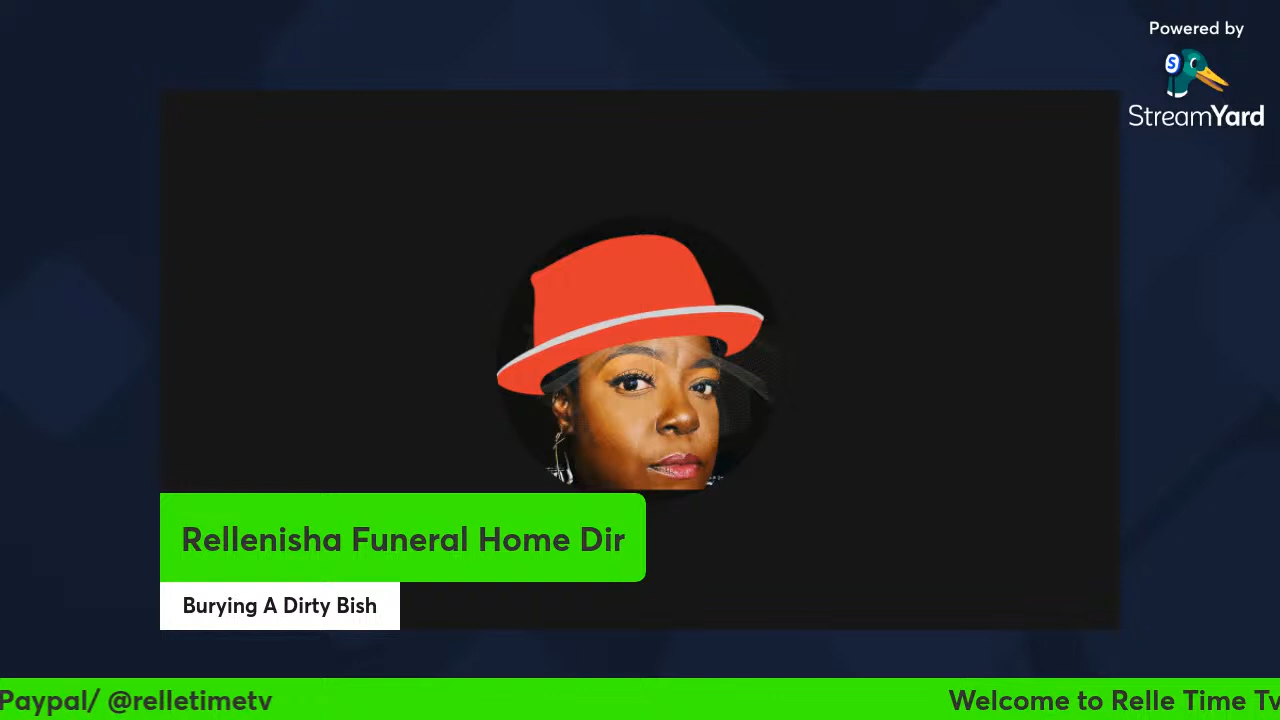 Powered by
S
StreamYard
Rellenisha Funeral Home Dir
Burying A Dirty Bish
Paypal/ @relletimetv
Welcome to Relle Time Tv